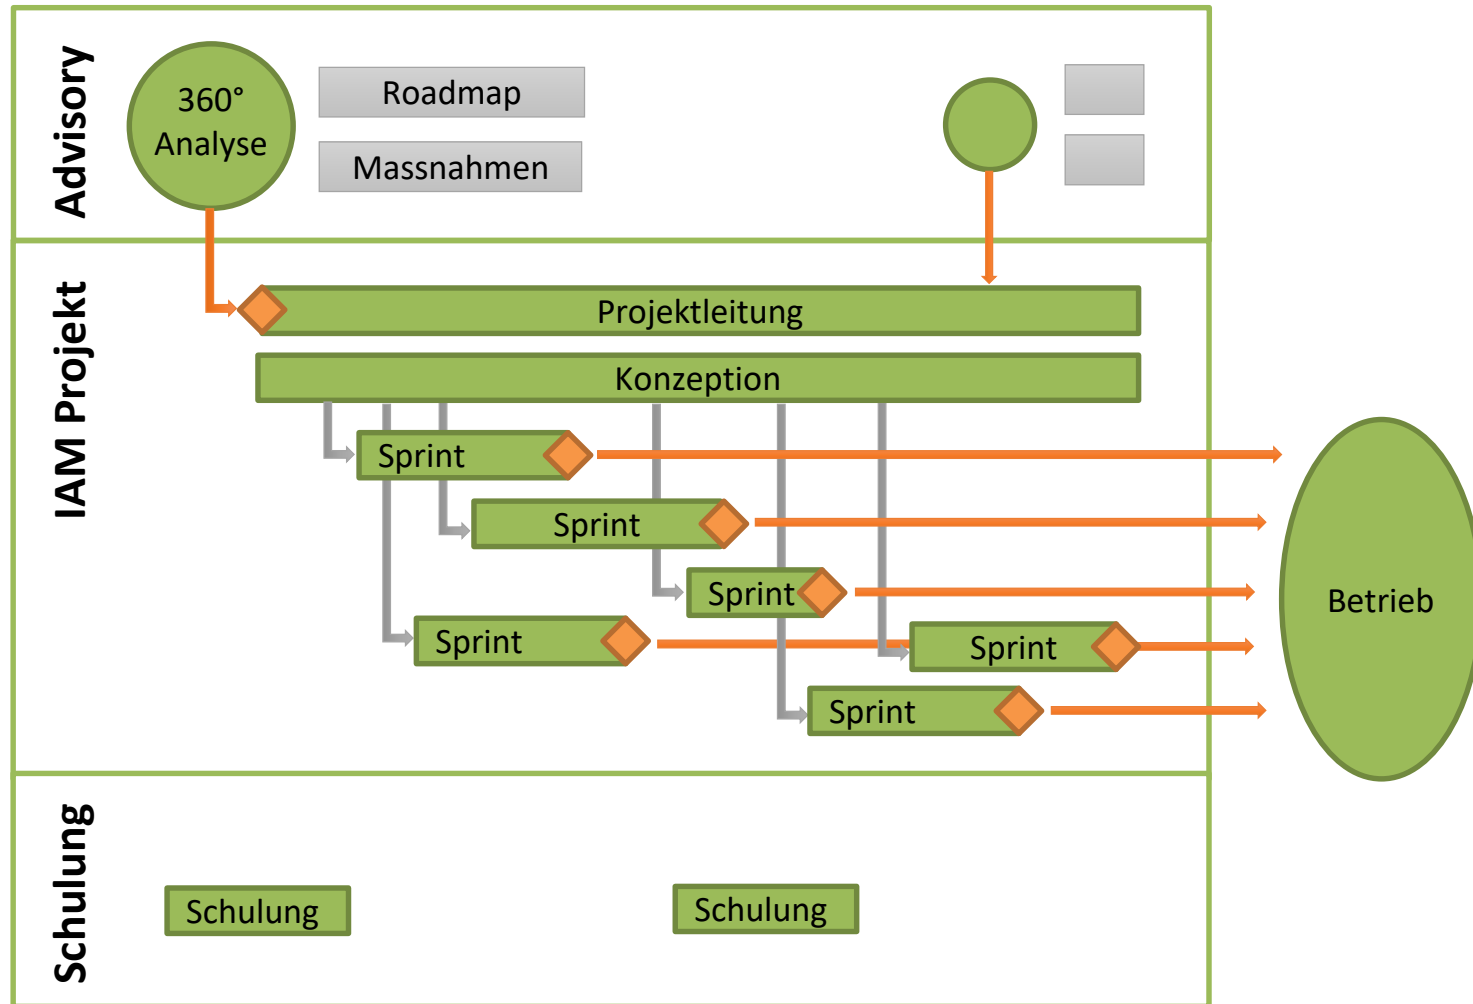 Advisory
360°
Analyse
Roadmap
Massnahmen
IAM Projekt
Projektleitung
Konzeption
Sprint
Sprint
Sprint
Sprint
Sprint
Sprint
Betrieb
Schulung
Schulung
Schulung